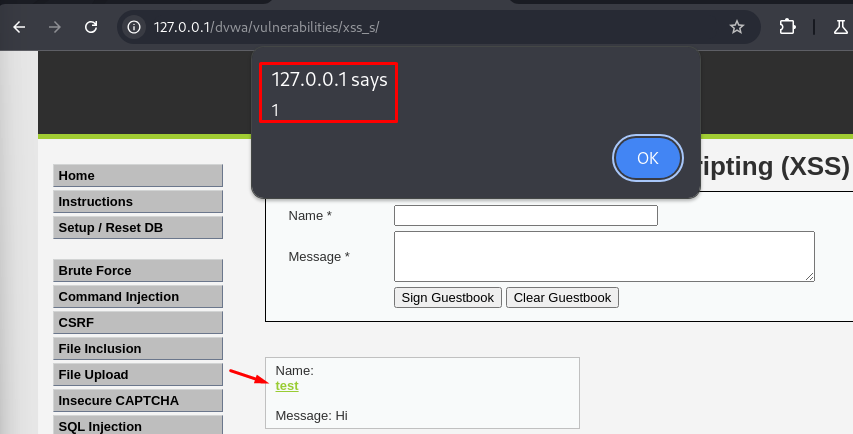 127.0.0.1/dvwa/vulnerabilities/xss_s/
127.0.0.1 says
1
OK
ripting (XSS)
Home
Instructions
Setup / Reset DB
Brute Force
Command Injection
CSRF
File Inclusion
File Upload
Insecure CAPTCHA
SQL Injection
Name *
Message *
Sign Guestbook Clear Guestbook
Name:
test
Message: Hi